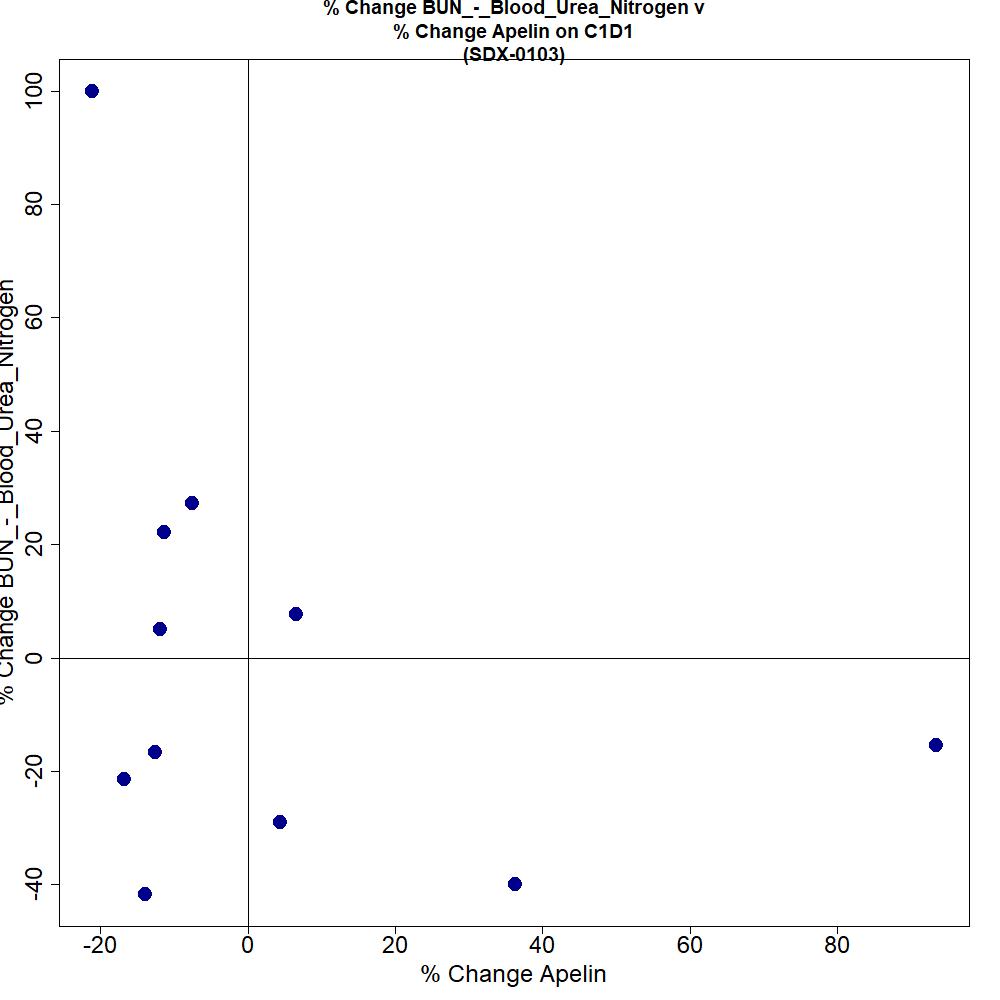 % Change BUN_-_Blood_Urea_Nitrogen v
% Change Apelin on C1D1
(SDX-0103)
% Change BUN_-_Blood_Urea_Nitrogen
100
80
60
40
20
0
-20
-40
-20
0
20
40
60
80
% Change Apelin